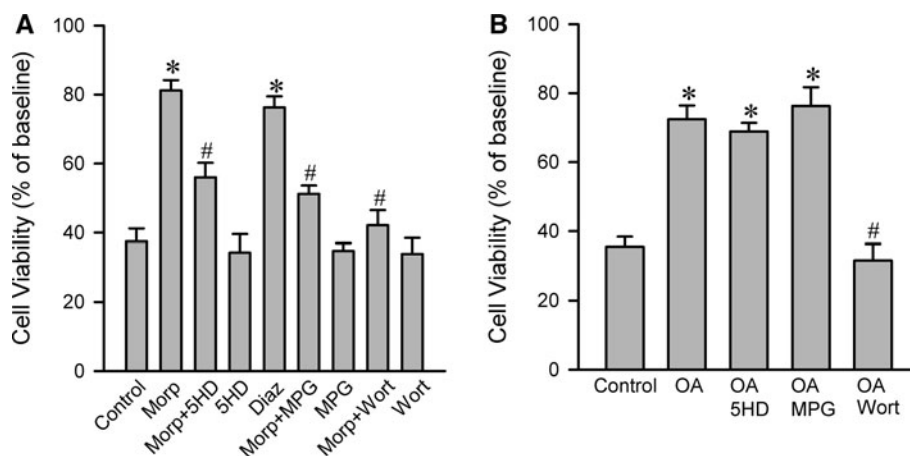 A
Cell Viability (% of baseline)
100
80
60
40
20
0
*
#
*
#
#
Control
Morp
Morp+5HD
5HD
Diaz
Morp+MPG
MPG
Morp+Wort
Wort
B
Cell Viability (% of baseline)
100
80
60
40
20
0
*
*
*
#
Control
OA
OA
5HD
OA
MPG
OA
Wort